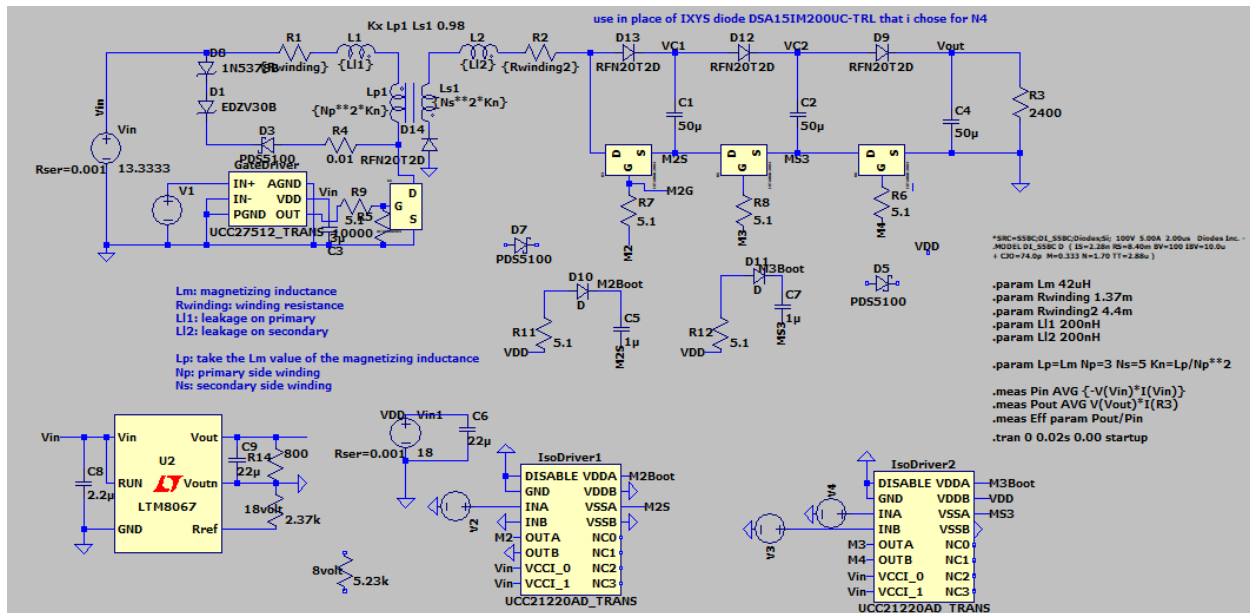 use in place of IXYS diode DSA15IM200UC-TRL that i chose for N4
Kx Lp1 Ls1 0.98
R1
L1
L2
R2
D13
VC1
D12
VC2
D9
Vout
D8
1N5378B
{Rwinding}
{Ll1}
{Ll2}
{Rwinding2}
RFN20T2D
RFN20T2D
RFN20T2D
Vin
D1
EDZV30B
Lp1
{Np**2*Kn}
Ls1
{Ns**2*Kn}
C1
50µ
C2
50µ
C4
50µ
R3
2400
Vin
Rser=0.001
13.3333
D3
PDS5100
R4
0.01
D14
RFN20T2D
D
G
S
D
S
G
M2S
D
S
G
MS3
D
S
G
GateDriver
V1
IN+
IN-
PGND
AGND
VDD
OUT
UCC27512_TRANS
Vin
R9
5.1
R5
10000
3µ
C3
M2G
R7
5.1
M2
R8
5.1
M3
R6
5.1
M4
D7
PDS5100
VDD
*SRC=S5BC;DI_S5BC;Diodes;Si; 100V 5.00A 2.00us Diodes Inc. -
.MODEL DI_S5BC D ( IS=2.28n RS=8.40m BV=100 IBV=10.0u
+ CJO=74.0p M=0.333 N=1.70 TT=2.88u )
D10
D
M2Boot
R11
5.1
VDD
C5
1µ
M2S
D11
D
M3Boot
R12
5.1
VDD
C7
1µ
MS3
D5
PDS5100
Lm: magnetizing inductance
Rwinding: winding resistance
Ll1: leakage on primary
Ll2: leakage on secondary
Lp: take the Lm value of the magnetizing inductance
Np: primary side winding
Ns: secondary side winding
.param Lm 42uH
.param Rwinding 1.37m
.param Rwinding2 4.4m
.param Ll1 200nH
.param Ll2 200nH
.param Lp=Lm Np=3 Ns=5 Kn=Lp/Np**2
.meas Pin AVG {-V(Vin)*I(Vin)}
.meas Pout AVG V(Vout)*I(R3)
.meas Eff param Pout/Pin
.tran 0 0.02s 0.00 startup
Vin
C8
2.2µ
Vin
RUN
GND
Vout
Voutn
Rref
U2
LTM8067
C9
22µ
R14
800
18volt
2.37k
8volt
5.23k
VDD
Vin1
Rser=0.001
18
C6
22µ
IsoDriver1
DISABLE VDDA
GND VDDB
INA VSSA
INB VSSB
OUTA NC0
OUTB NC1
VCCI_0 NC2
VCCI_1 NC3
UCC21220AD_TRANS
V2
M2
Vin
Vin
M2Boot
M2S
IsoDriver2
DISABLE VDDA
GND VDDB
INA VSSA
INB VSSB
OUTA NC0
OUTB NC1
VCCI_0 NC2
VCCI_1 NC3
UCC21220AD_TRANS
V4
V3
M3
M4
Vin
Vin
M3Boot
VDD
MS3